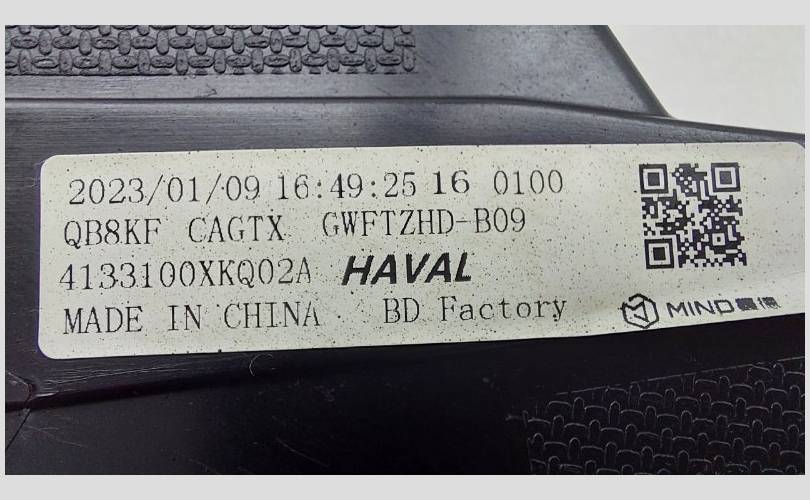 2023/01/09 16:49:25 16 0100
QB8KF CAGTX GWFTZHD-B09
4133100XKQ02A HAVAL
MADE IN CHINA BD Factory
MIND